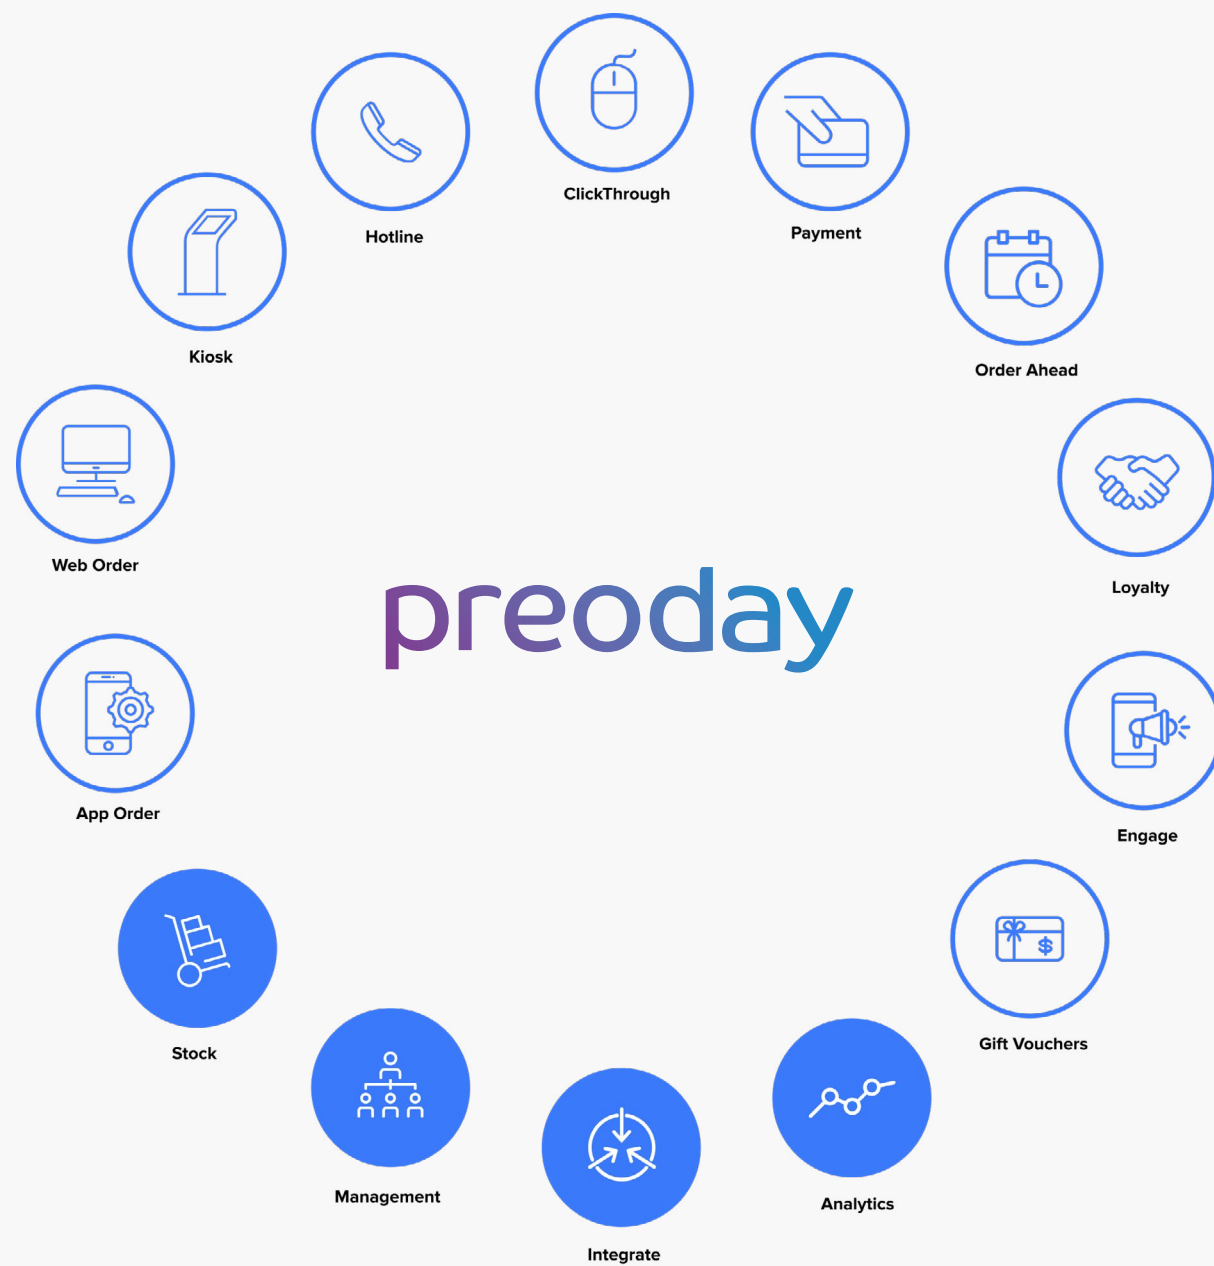 ClickThrough
Hotline
Payment
Kiosk
Order Ahead
Web Order
Loyalty
preoday
App Order
Engage
Stock
Gift Vouchers
Management
Analytics
Integrate
$